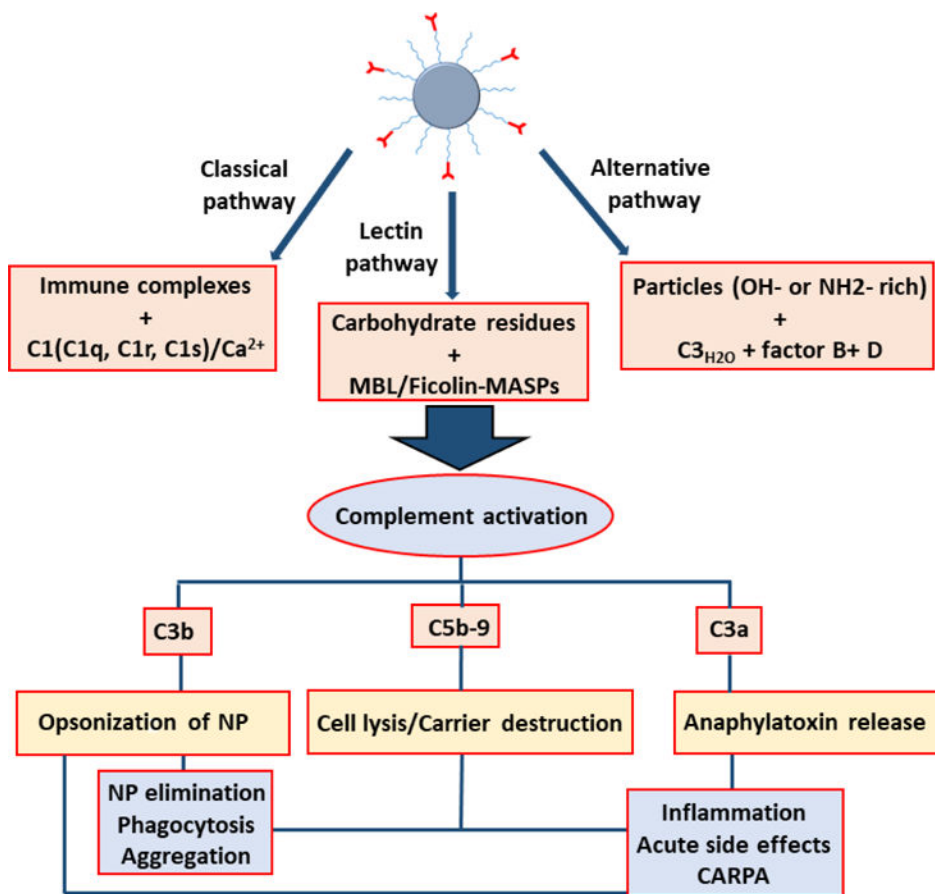 Classical
pathway
Lectin
pathway
Alternative
pathway
Immune complexes
+
C1(C1q, C1r, C1s)/Ca²⁺
Carbohydrate residues
+
MBL/Ficolin-MASPs
Particles (OH- or NH2- rich)
+
C3H2O + factor B+ D
Complement activation
C3b
C5b-9
C3a
Opsonization of NP
Cell lysis/Carrier destruction
Anaphylatoxin release
NP elimination
Phagocytosis
Aggregation
Inflammation
Acute side effects
CARPA